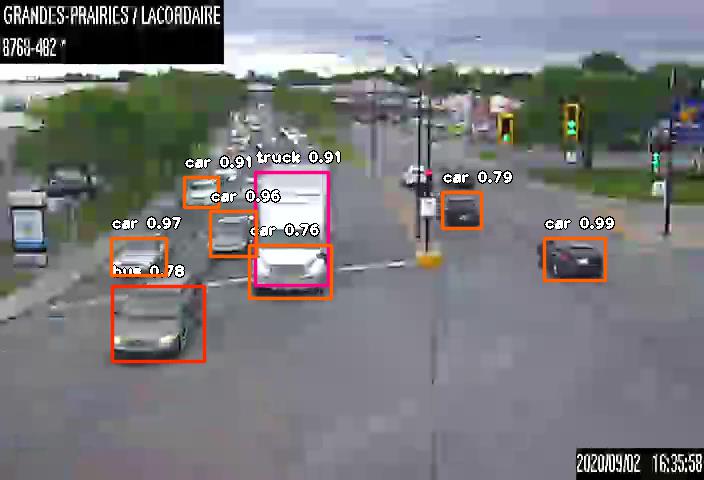 GRANDES-PRAIRIES / LACORDAIRE
8768-482 *
car 0.91
truck 0.91
car 0.96
car 0.79
car 0.97
car 0.76
car 0.99
bus 0.78
2020/09/02 16:35:58